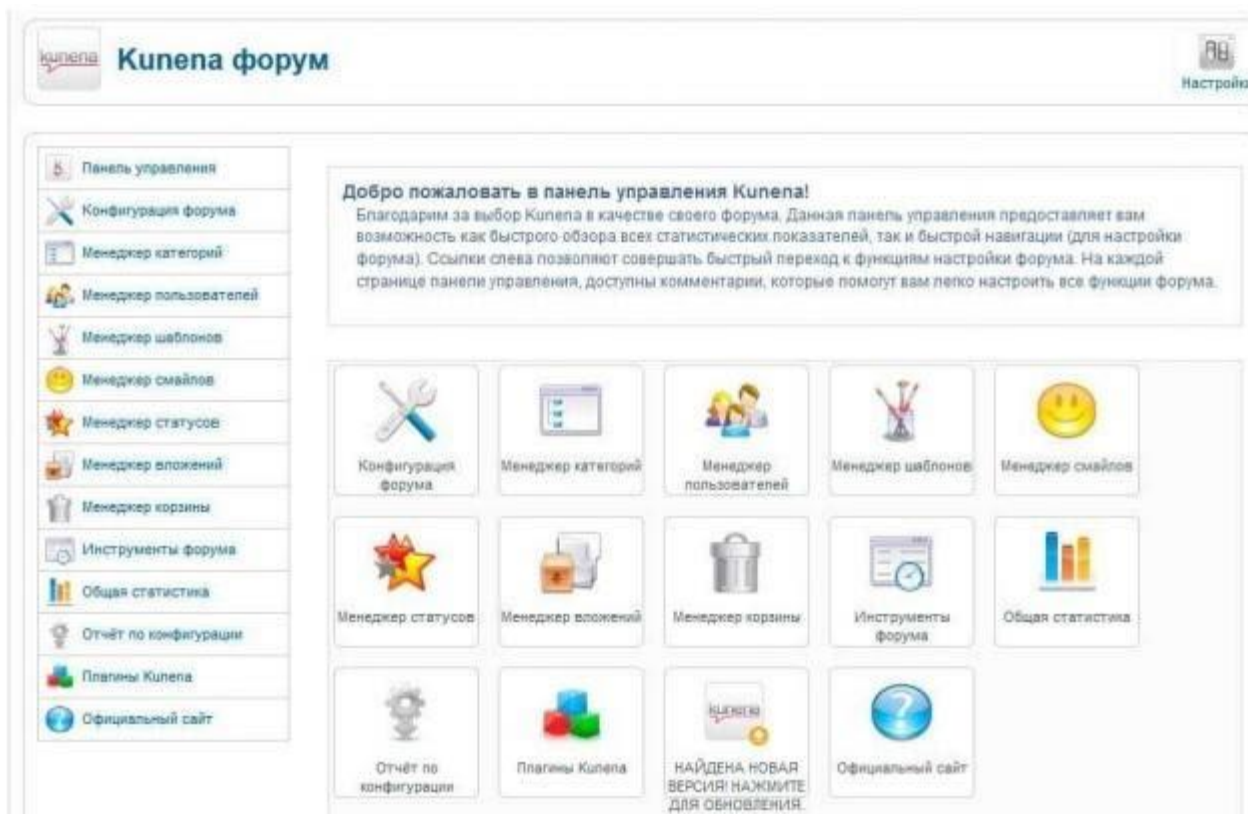 kunena
Kunena форум
Настройки
Панель управления
Конфигурация форума
Менеджер категорий
Менеджер пользователей
Менеджер шаблонов
Менеджер смайлов
Менеджер статусов
Менеджер вложений
Менеджер корзины
Инструменты форума
Общая статистика
Отчёт по конфигурации
Плагины Kunena
Официальный сайт
Добро пожаловать в панель управления Kunena!
Благодарим за выбор Kunena в качестве своего форума. Данная панель управления предоставляет вам
возможность как быстрого обзора всех статистических показателей, так и быстрой навигации (для настройки
форума). Ссылки слева позволяют совершать быстрый переход к функциям настройки форума. На каждой
странице панели управления, доступны комментарии, которые помогут вам легко настроить все функции форума.
Конфигурация
форума
Менеджер категорий
Менеджер
пользователей
Менеджер шаблонов
Менеджер смайлов
Менеджер статусов
Менеджер вложений
Менеджер корзины
Инструменты
форума
Общая статистика
Отчёт по
конфигурации
Плагины Kunena
kunena
НАЙДЕНА НОВАЯ
ВЕРСИЯ! НАЖМИТЕ
ДЛЯ ОБНОВЛЕНИЯ.
Официальный сайт